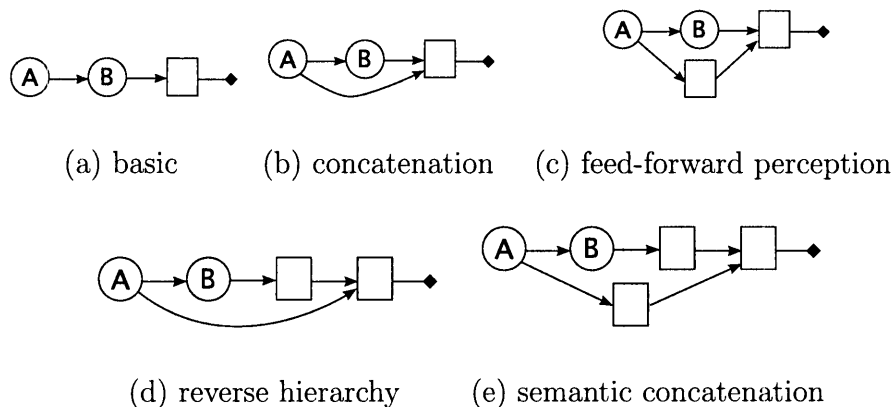 A B
A B
A B
(a) basic
(b) concatenation
(c) feed-forward perception
A B
A B
(d) reverse hierarchy
(e) semantic concatenation